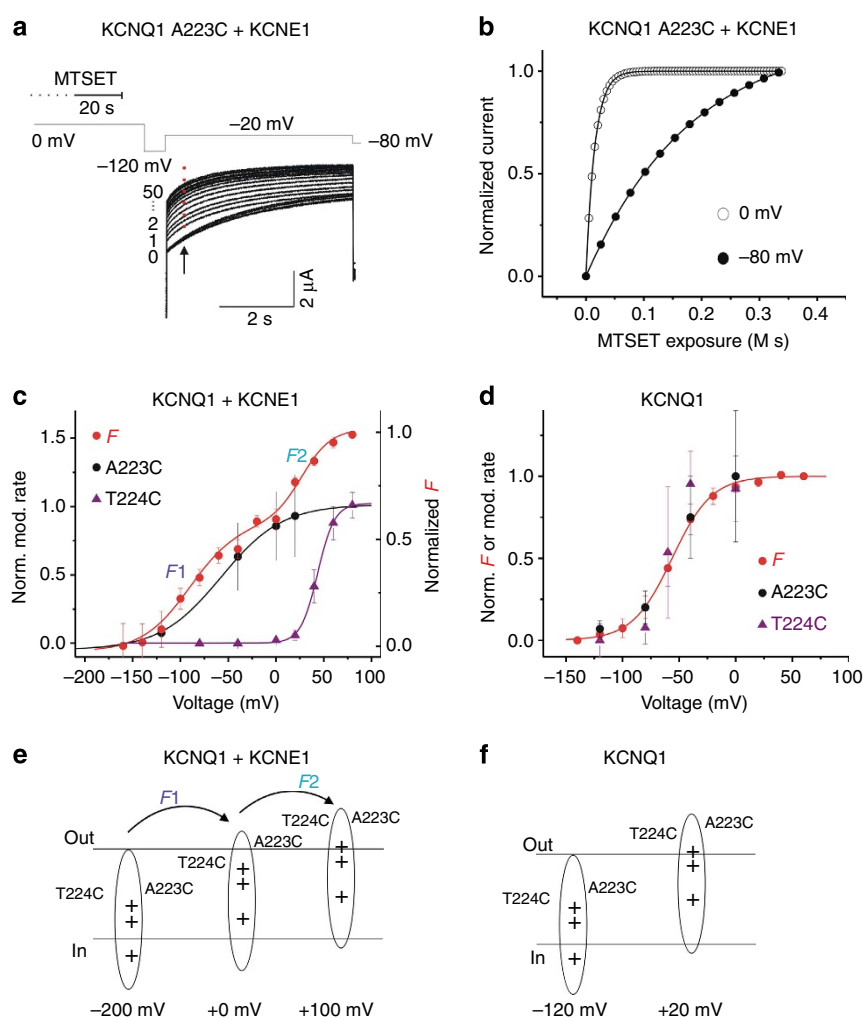 a
KCNQ1 A223C + KCNE1
MTSET
20 s
0 mV
–20 mV
–80 mV
–120 mV
50
2
1
0
2 µA
2 s
b
KCNQ1 A223C + KCNE1
Normalized current
1.0
0.5
0.0
0 mV
–80 mV
0.0 0.1 0.2 0.3 0.4
MTSET exposure (M s)
c
KCNQ1 + KCNE1
Norm. mod. rate
1.5
1.0
0.5
0.0
F
A223C
T224C
F1
F2
1.0
0.5
0.0
Normalized F
–200 –150 –100 –50 0 50 100
Voltage (mV)
d
KCNQ1
Norm. F or mod. rate
1.0
0.5
0.0
F
A223C
T224C
–150 –100 –50 0 50 100
Voltage (mV)
e
KCNQ1 + KCNE1
F1
F2
Out
In
T224C
A223C
+
+
+
T224C
A223C
+
+
+
T224C
A223C
+
+
+
–200 mV
+0 mV
+100 mV
f
KCNQ1
Out
In
T224C
A223C
+
+
+
T224C
A223C
+
+
+
–120 mV
+20 mV